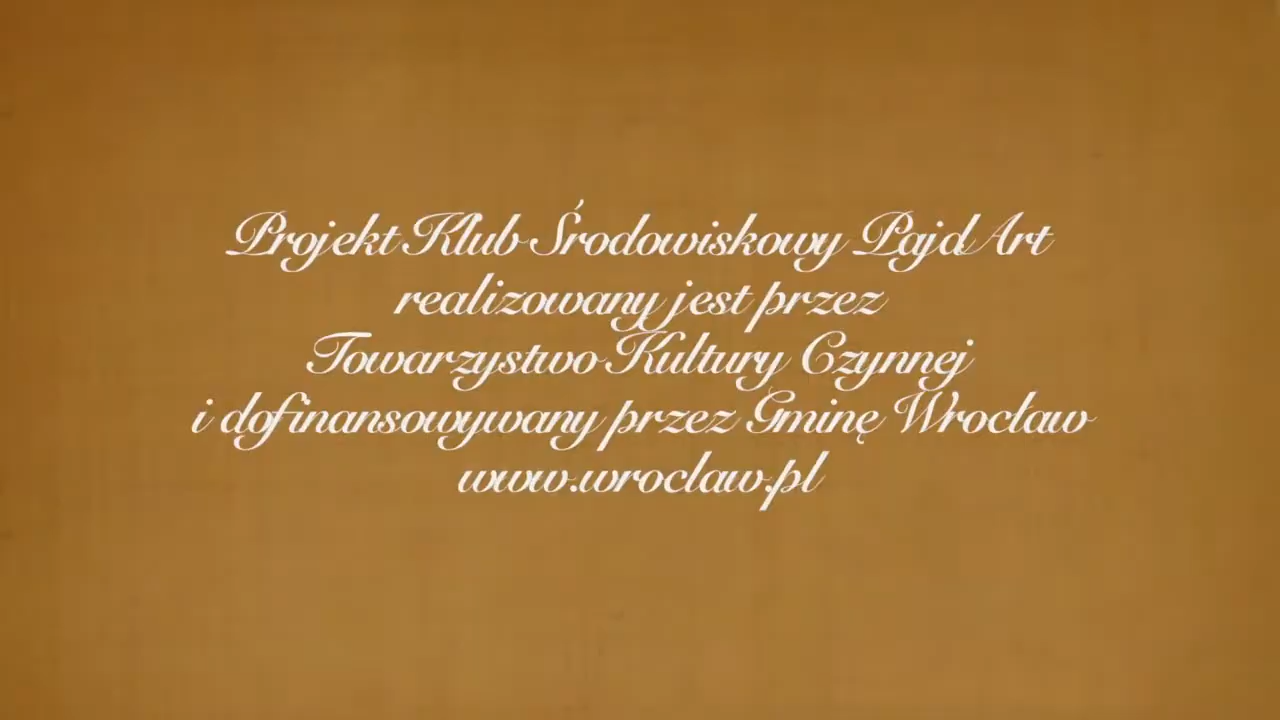 Projekt Klub Środowiskowy PajdArt
realizowany jest przez
Towarzystwo Kultury Czynnej
i dofinansowywany przez Gminę Wrocław
www.wroclaw.pl